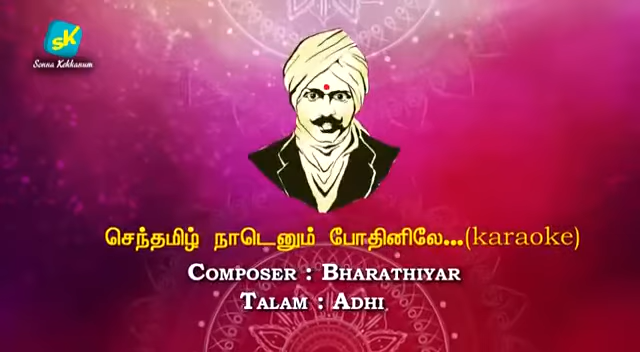 SK
Sonna Kekkanum
செந்தமிழ் நாடெனும் போதினிலே...(karaoke)
COMPOSER : BHARATHIYAR
TALAM : ADHI